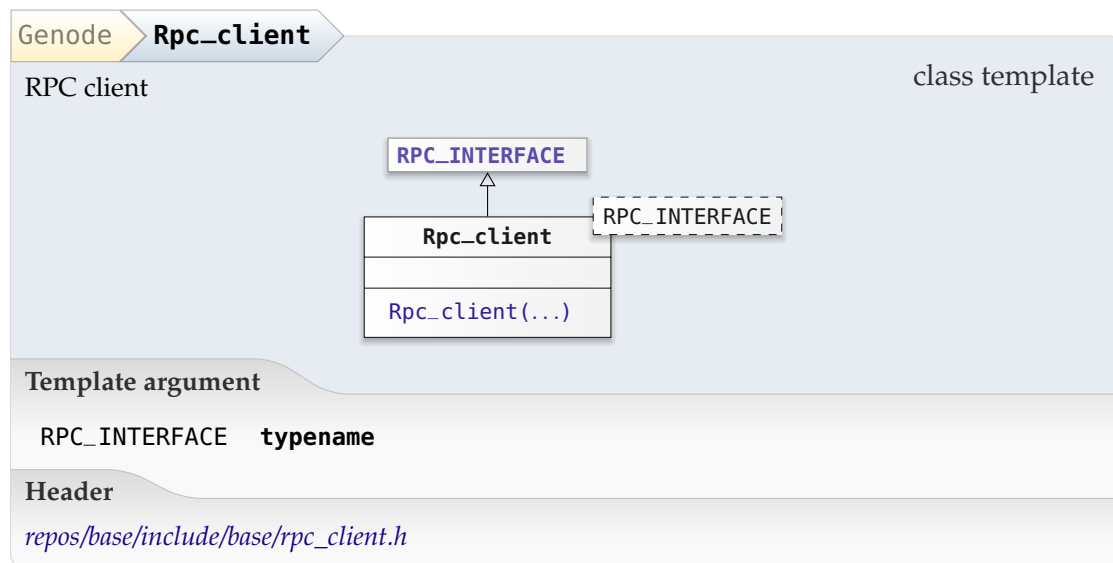 Genode Rpc_client
RPC client
class template
RPC_INTERFACE
RPC_INTERFACE
Rpc_client
Rpc_client(...)
Template argument
RPC_INTERFACE typename
Header
repos/base/include/base/rpc_client.h